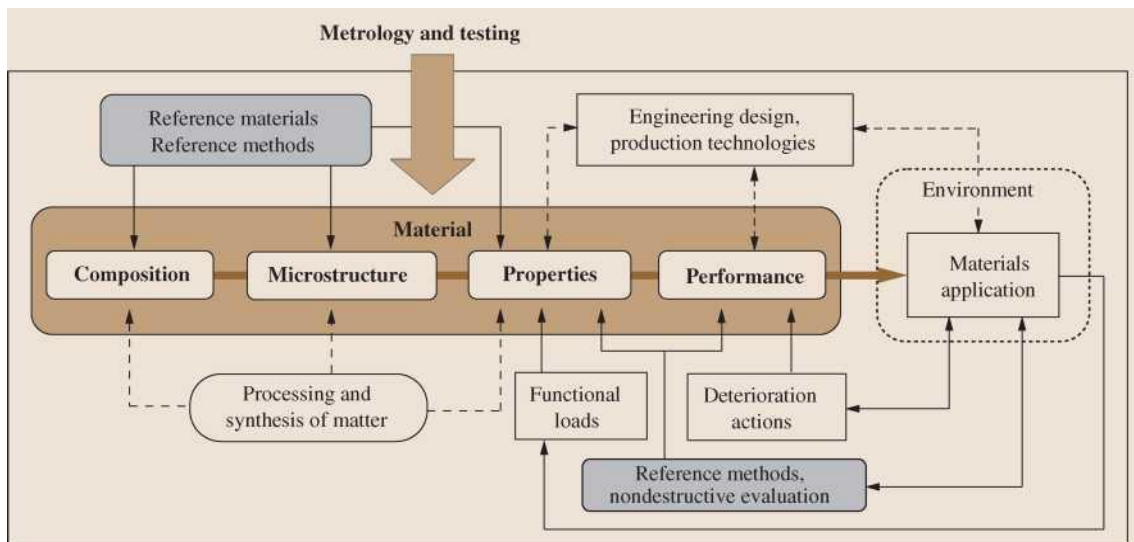 Metrology and testing
Reference materials
Reference methods
Engineering design,
production technologies
Environment
Material
Composition
Microstructure
Properties
Performance
Materials
application
Processing and
synthesis of matter
Functional
loads
Deterioration
actions
Reference methods,
nondestructive evaluation